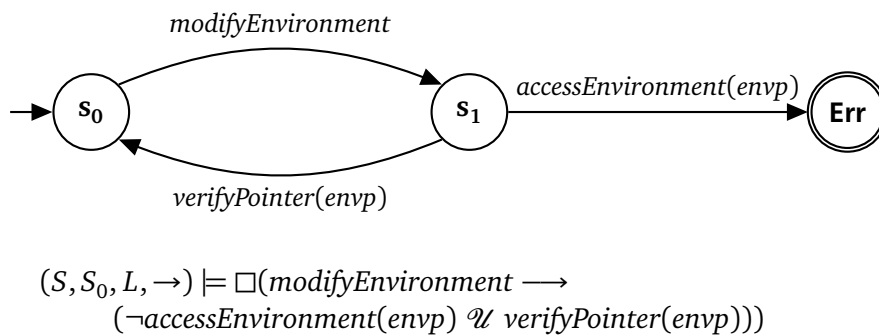 modifyEnvironment
s₀
s₁
accessEnvironment(envp)
Err
verifyPointer(envp)
(S, S₀, L, →) ⊨ □(modifyEnvironment ⟶
(¬accessEnvironment(envp) 𝒰 verifyPointer(envp)))